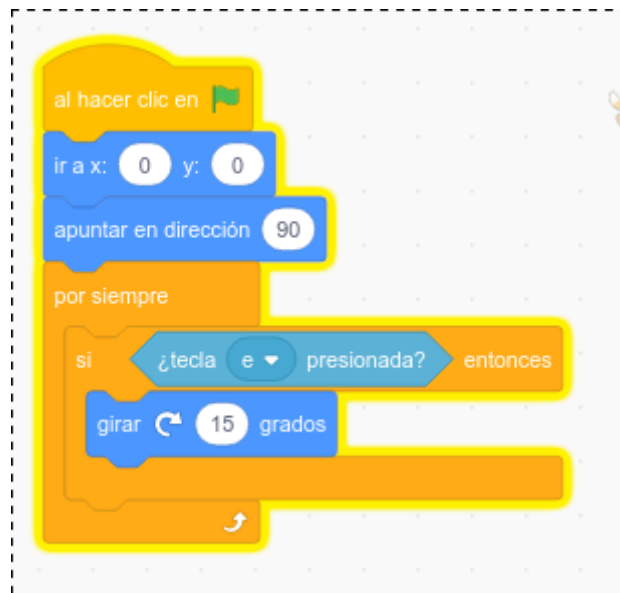 al hacer clic en
ir a x: 0 y: 0
apuntar en dirección 90
por siempre
si ¿tecla e presionada? entonces
girar 15 grados